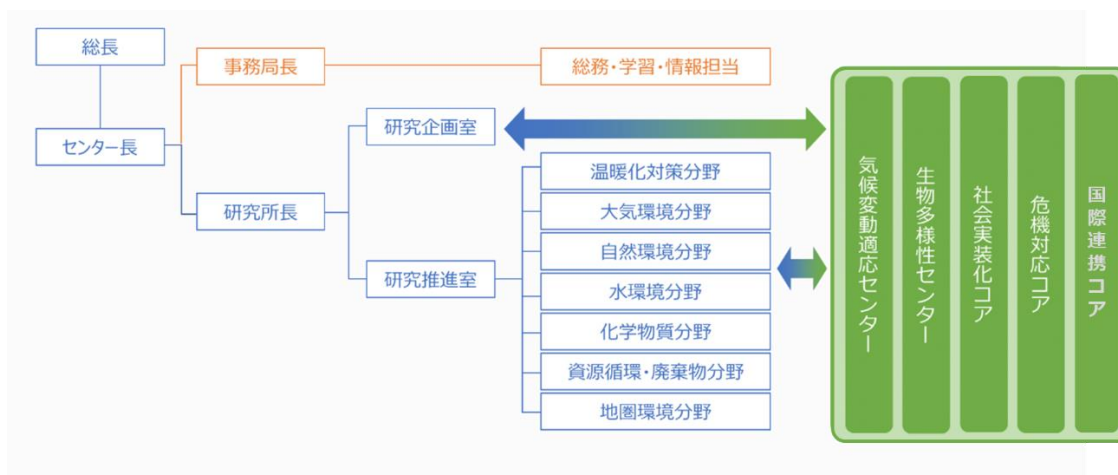 総長
事務局長
総務・学習・情報担当
センター長
研究企画室
研究所長
研究推進室
温暖化対策分野
大気環境分野
自然環境分野
水環境分野
化学物質分野
資源循環・廃棄物分野
地圏環境分野
気候変動適応センター
生物多様性センター
社会実装化コア
危機対応コア
国際連携コア